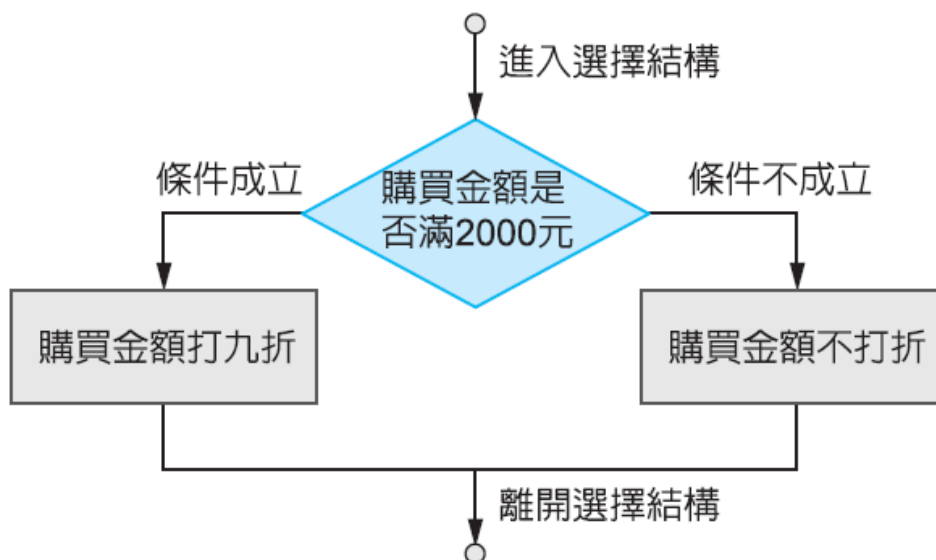 進入選擇結構
條件成立
購買金額是
否滿2000元
條件不成立
購買金額打九折
購買金額不打折
離開選擇結構